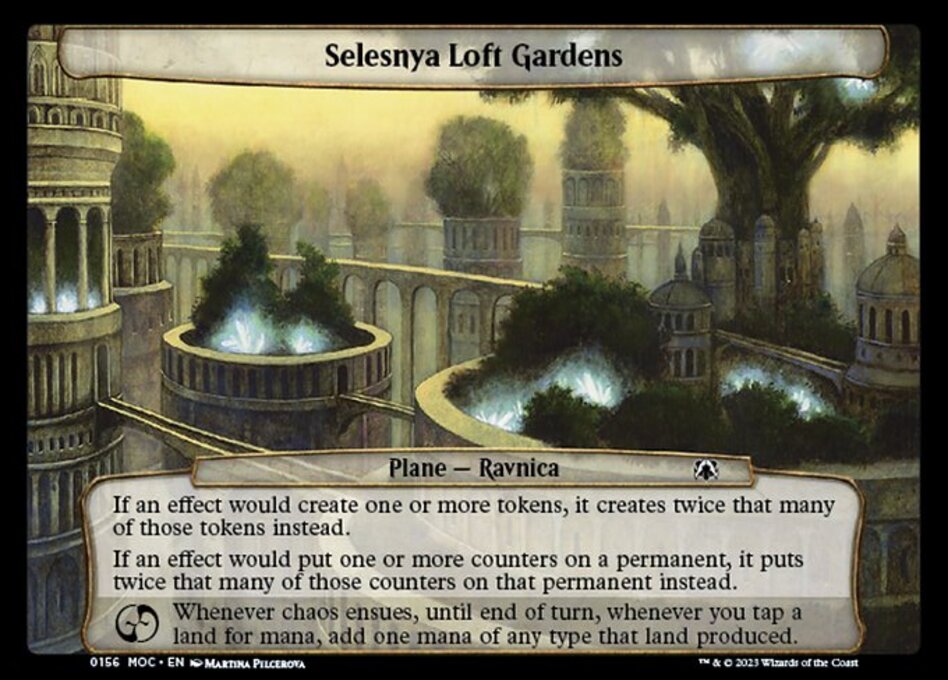 Selesnya Loft Gardens
Plane — Ravnica
If an effect would create one or more tokens, it creates twice that many
of those tokens instead.
If an effect would put one or more counters on a permanent, it puts
twice that many of those counters on that permanent instead.
Whenever chaos ensues, until end of turn, whenever you tap a
land for mana, add one mana of any type that land produced.
0156 MOC • EN Martina Pilcerova
™ & © 2023 Wizards of the Coast